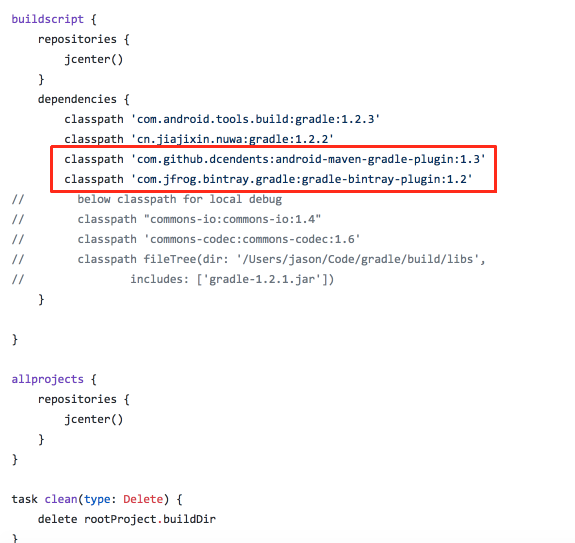 buildscript {
    repositories {
        jcenter()
    }
    dependencies {
        classpath 'com.android.tools.build:gradle:1.2.3'
        classpath 'cn.jiajixin.nuwa:gradle:1.2.2'
        classpath 'com.github.dcendents:android-maven-gradle-plugin:1.3'
        classpath 'com.jfrog.bintray.gradle:gradle-bintray-plugin:1.2'
//        below classpath for local debug
//        classpath "commons-io:commons-io:1.4"
//        classpath 'commons-codec:commons-codec:1.6'
//        classpath fileTree(dir: '/Users/jason/Code/gradle/build/libs',
//                includes: ['gradle-1.2.1.jar'])
    }

}

allprojects {
    repositories {
        jcenter()
    }
}

task clean(type: Delete) {
    delete rootProject.buildDir
}